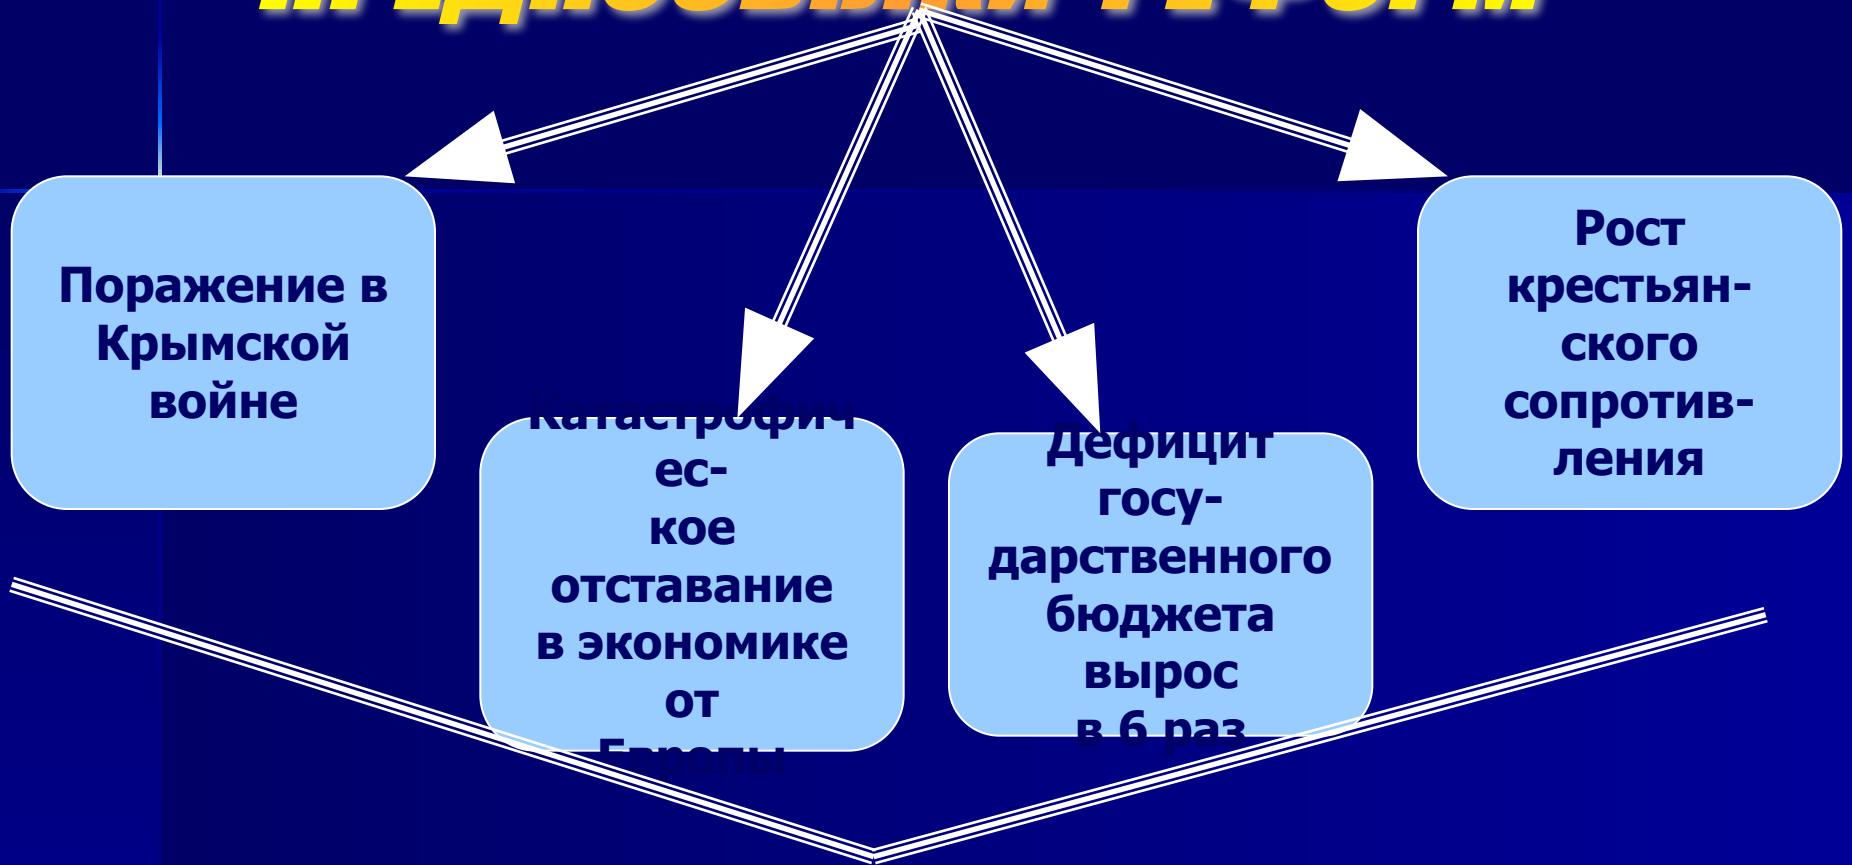 Поражение в
Крымской
войне
Катастрофич
ес-
кое
отставание
в экономике
от
Европы
Дефицит
госу-
дарственного
бюджета
вырос
в 6 раз
Рост
крестьян-
ского
сопротив-
ления